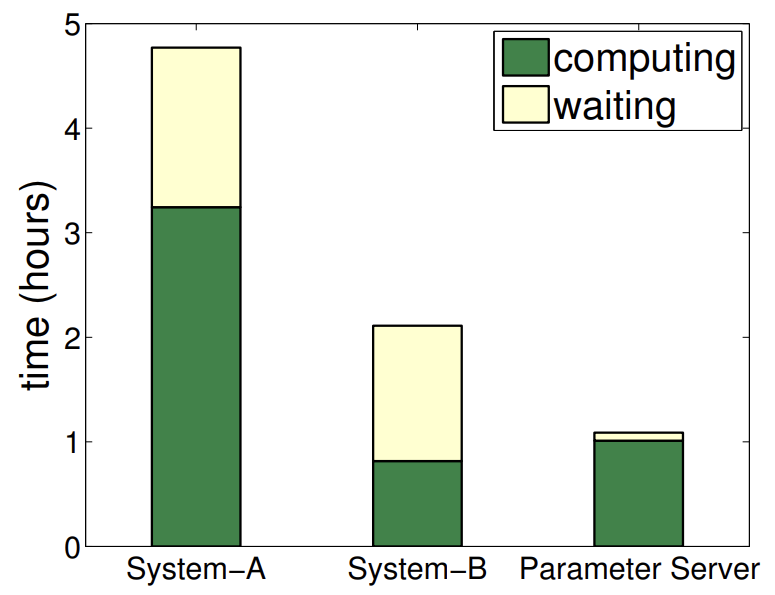 computing
waiting
time (hours)
5
4
3
2
1
0
System−A
System−B
Parameter Server